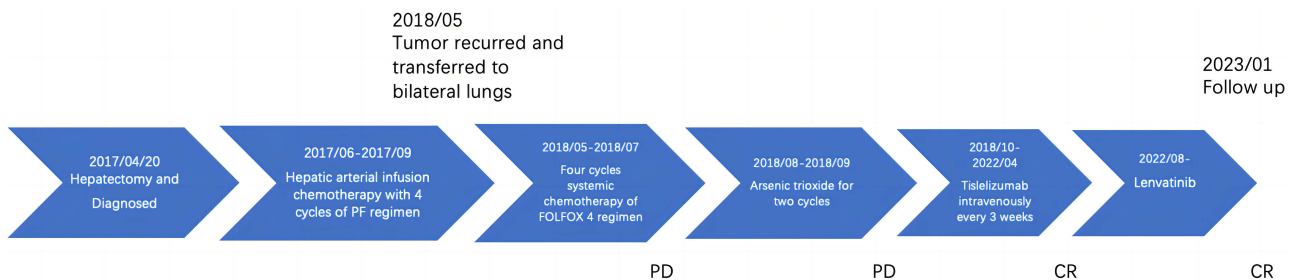 2018/05
Tumor recurred and
transferred to
bilateral lungs
2023/01
Follow up
2017/04/20
Hepatectomy and
Diagnosed
2017/06-2017/09
Hepatic arterial infusion
chemotherapy with 4
cycles of PF regimen
2018/05-2018/07
Four cycles
systemic
chemotherapy of
FOLFOX 4 regimen
2018/08-2018/09
Arsenic trioxide for
two cycles
2018/10-
2022/04
Tislelizumab
intravenously
every 3 weeks
2022/08-
Lenvatinib
PD
PD
CR
CR